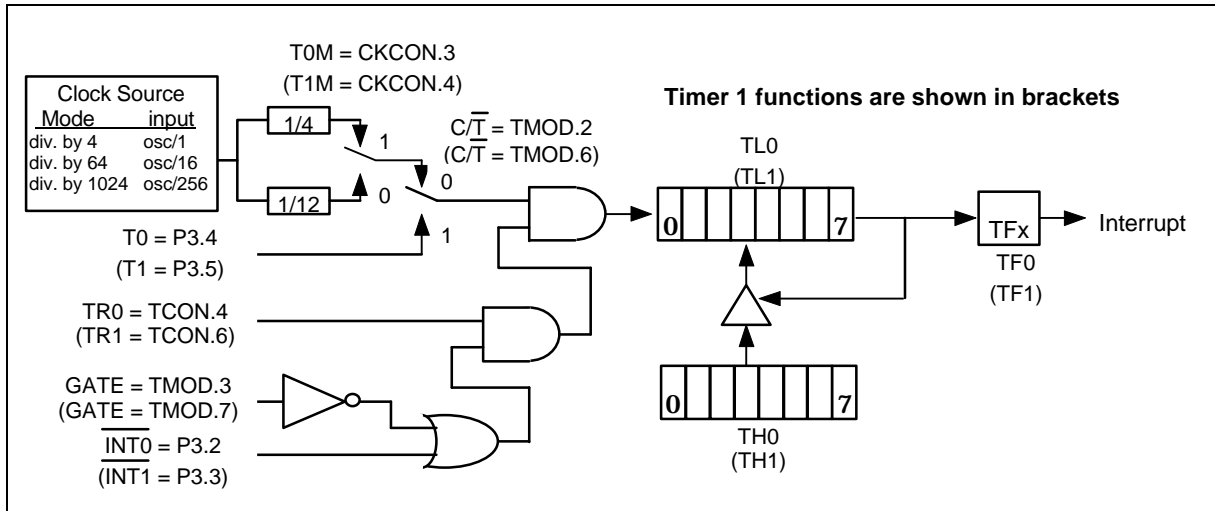 T0M = CKCON.3
(T1M = CKCON.4)
Timer 1 functions are shown in brackets
Clock Source
Mode input
div. by 4 osc/1
div. by 64 osc/16
div. by 1024 osc/256
1/4
1/12
1
0
C/T = TMOD.2
(C/T = TMOD.6)
0
1
T0 = P3.4
(T1 = P3.5)
TL0
(TL1)
0 7
TFx
Interrupt
TF0
(TF1)
TR0 = TCON.4
(TR1 = TCON.6)
GATE = TMOD.3
(GATE = TMOD.7)
INT0 = P3.2
(INT1 = P3.3)
0 7
TH0
(TH1)